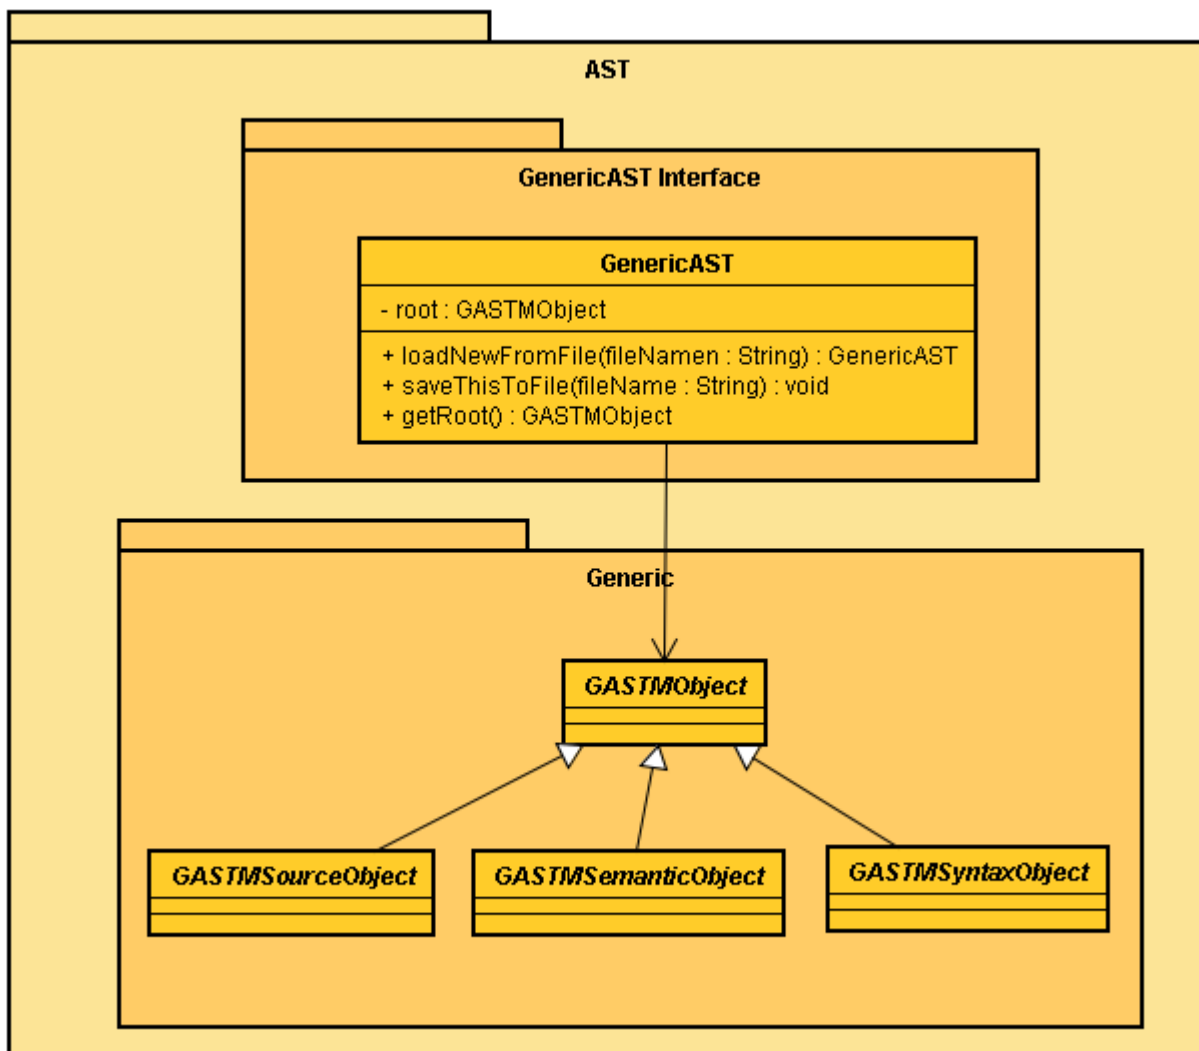 AST
GenericAST Interface
GenericAST
- root : GASTMObject
+ loadNewFromFile(fileNamen : String) : GenericAST
+ saveThisToFile(fileName : String) : void
+ getRoot() : GASTMObject
Generic
GASTMObject
GASTMSourceObject
GASTMSemanticObject
GASTMSyntaxObject